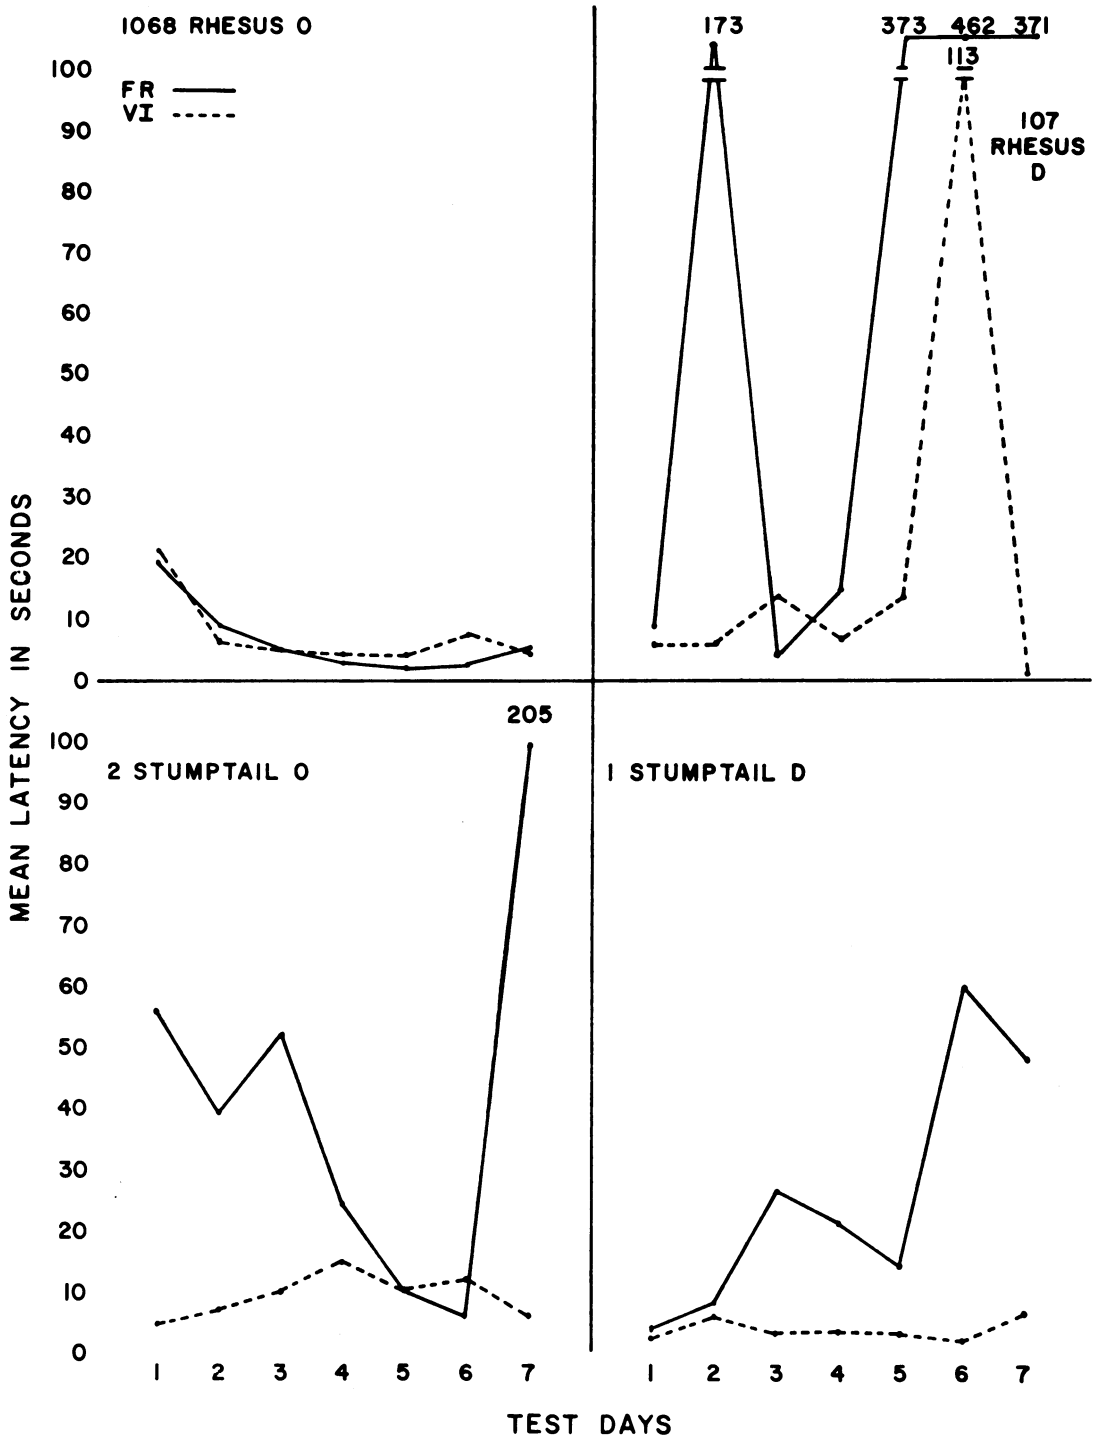 1068 RHESUS O
FR
VI
173
373 462 371
113
107
RHESUS
D
100
90
80
70
60
50
40
30
20
10
0
MEAN LATENCY IN SECONDS
205
2 STUMPTAIL O
1 STUMPTAIL D
100
90
80
70
60
50
40
30
20
10
0
1 2 3 4 5 6 7
1 2 3 4 5 6 7
TEST DAYS